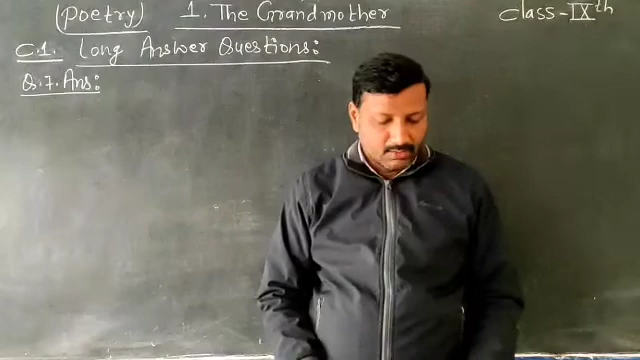 (Poetry) 1. The Grandmother Class-IXth
C.1. Long Answer Questions:
Q.7. Ans: